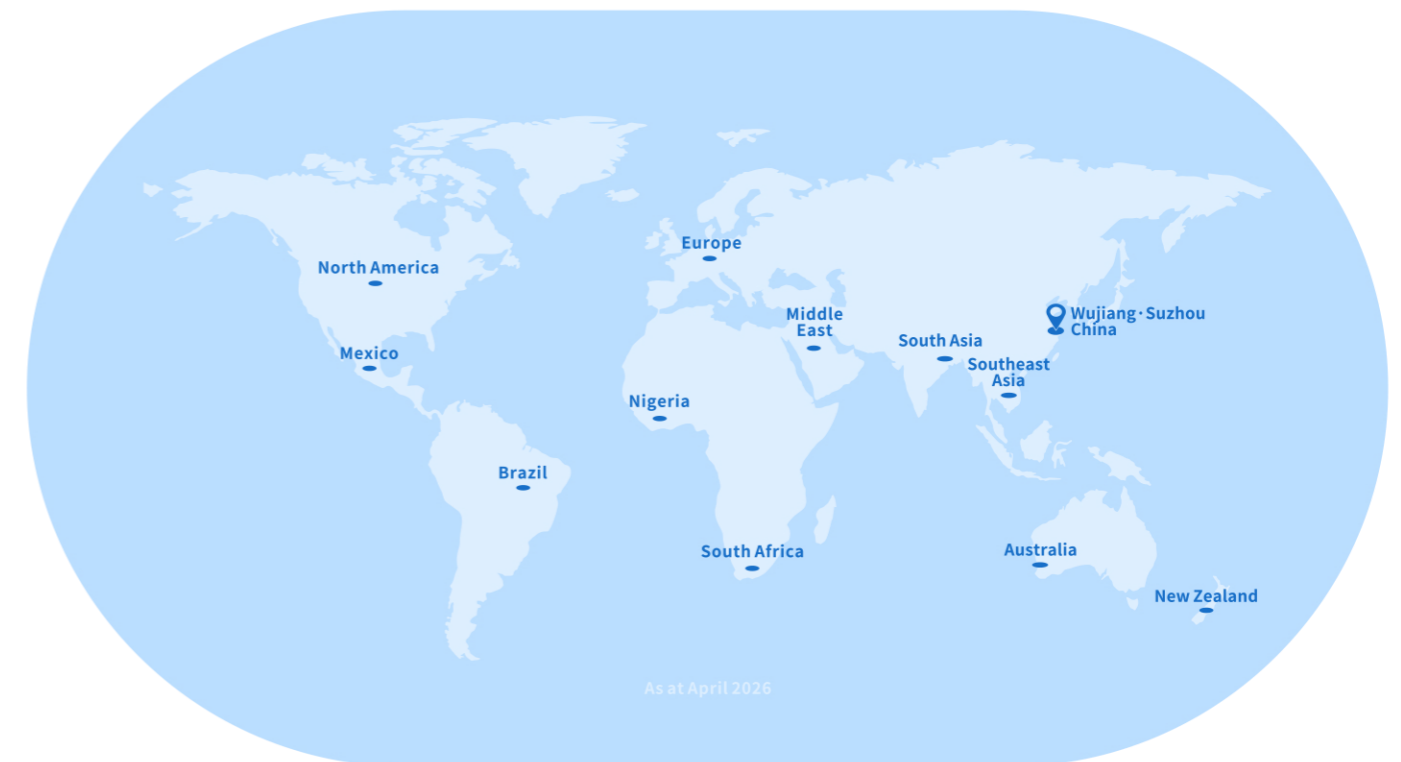 Europe
North America
Middle
East
Wujiang·Suzhou
China
South Asia
Mexico
Southeast
Asia
Nigeria
Brazil
Australia
South Africa
New Zealand
As at April 2026